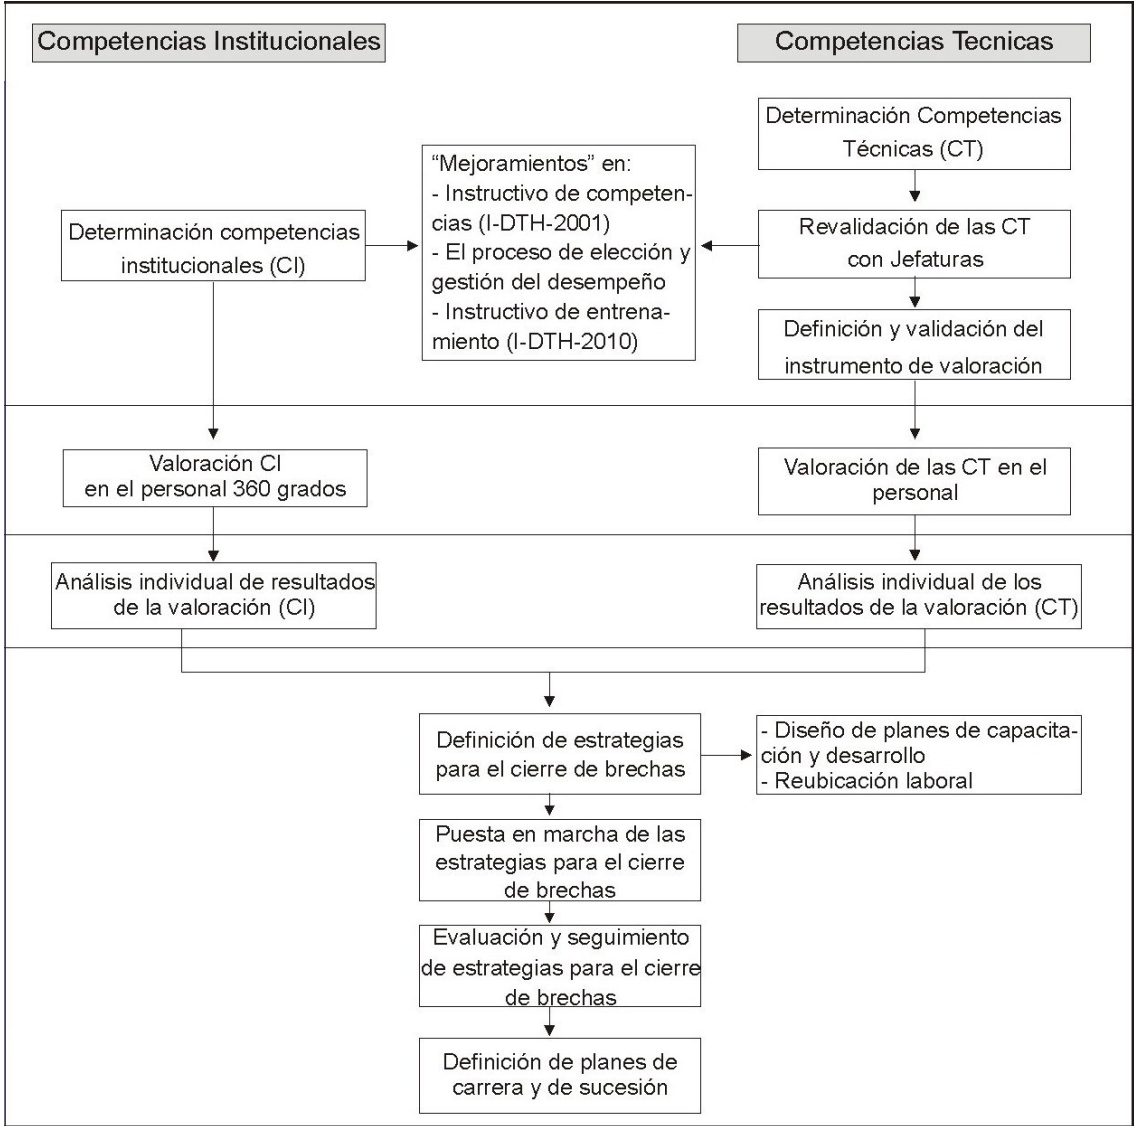 Competencias Institucionales
Competencias Tecnicas
Determinación Competencias
Técnicas (CT)
“Mejoramientos” en:
- Instructivo de competen-
cias (I-DTH-2001)
- El proceso de elección y
gestión del desempeño
- Instructivo de entrena-
miento (I-DTH-2010)
Determinación competencias
institucionales (CI)
Revalidación de las CT
con Jefaturas
Definición y validación del
instrumento de valoración
Valoración CI
en el personal 360 grados
Valoración de las CT en el
personal
Análisis individual de resultados
de la valoración (CI)
Análisis individual de los
resultados de la valoración (CT)
Definición de estrategias
para el cierre de brechas
- Diseño de planes de capacita-
ción y desarrollo
- Reubicación laboral
Puesta en marcha de las
estrategias para el cierre
de brechas
Evaluación y seguimiento
de estrategias para el cierre
de brechas
Definición de planes de
carrera y de sucesión